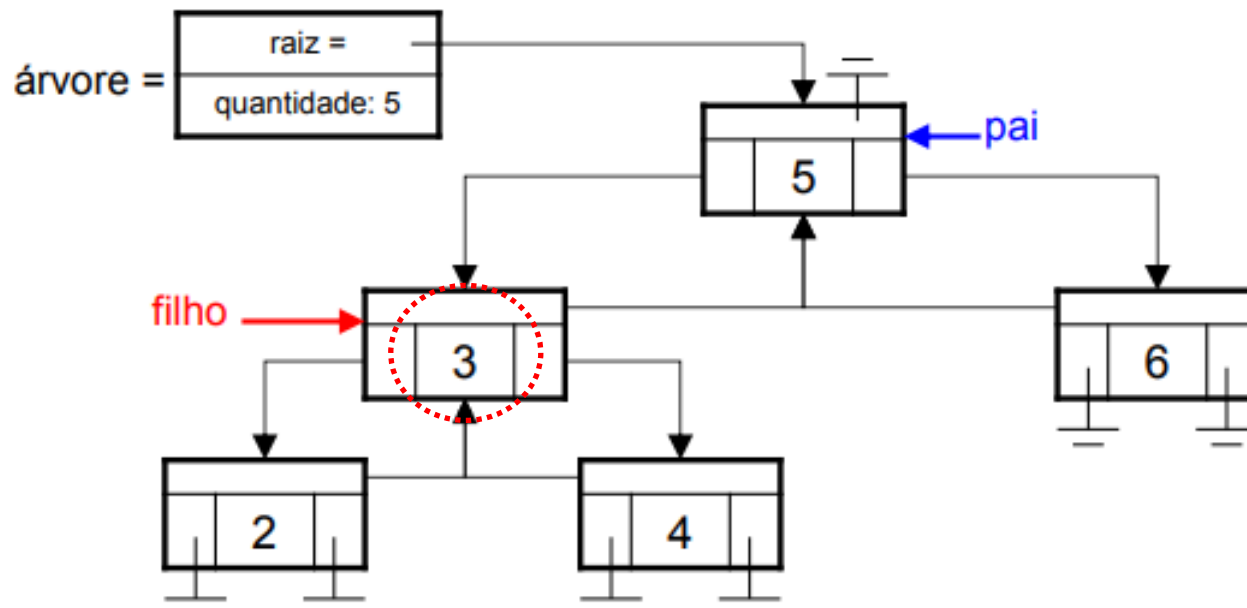 raiz =
árvore =
quantidade: 5
pai
5
filho
3
6
2
4